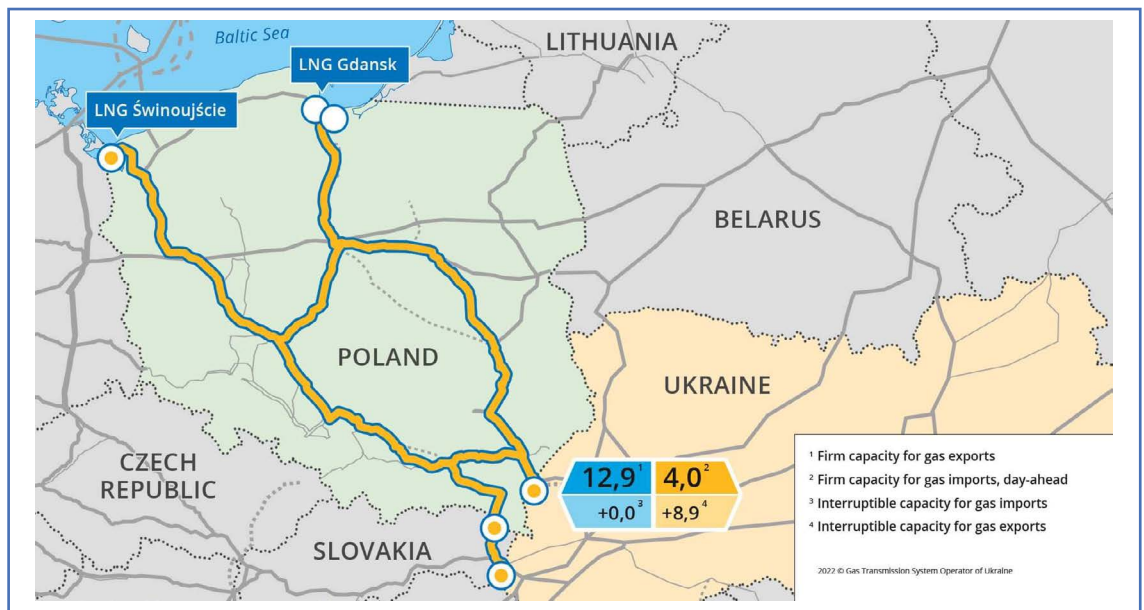 Baltic Sea
LITHUANIA
LNG Gdansk
LNG Świnoujście
BELARUS
POLAND
UKRAINE
CZECH
REPUBLIC
SLOVAKIA
12,9¹ 4,0²
+0,0³ +8,9⁴
¹ Firm capacity for gas exports
² Firm capacity for gas imports, day-ahead
³ Interruptible capacity for gas imports
⁴ Interruptible capacity for gas exports
2022 © Gas Transmission System Operator of Ukraine